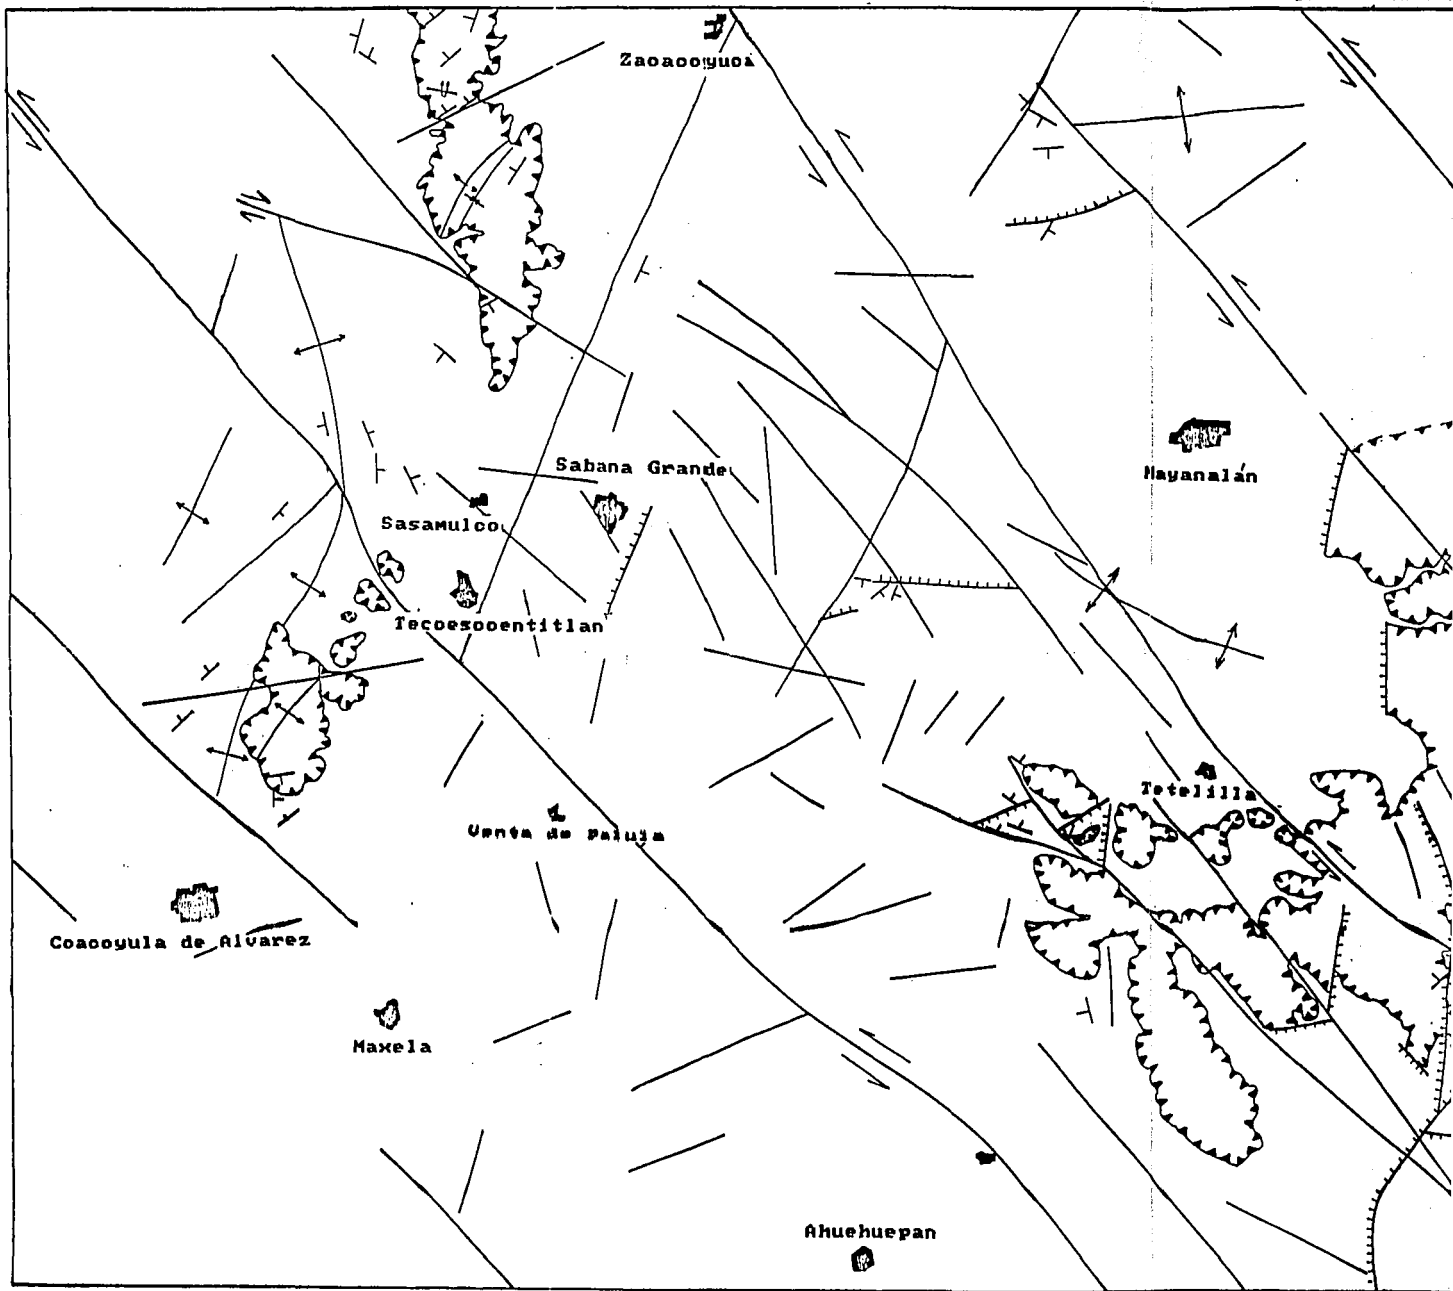 Zacacoyuca
Sabana Grande
Mayanalán
Sasamulco
Tecoescoentitlan
Tetelilla
Venta de Palula
Coacoyula de Alvarez
Maxela
Ahuehuepan